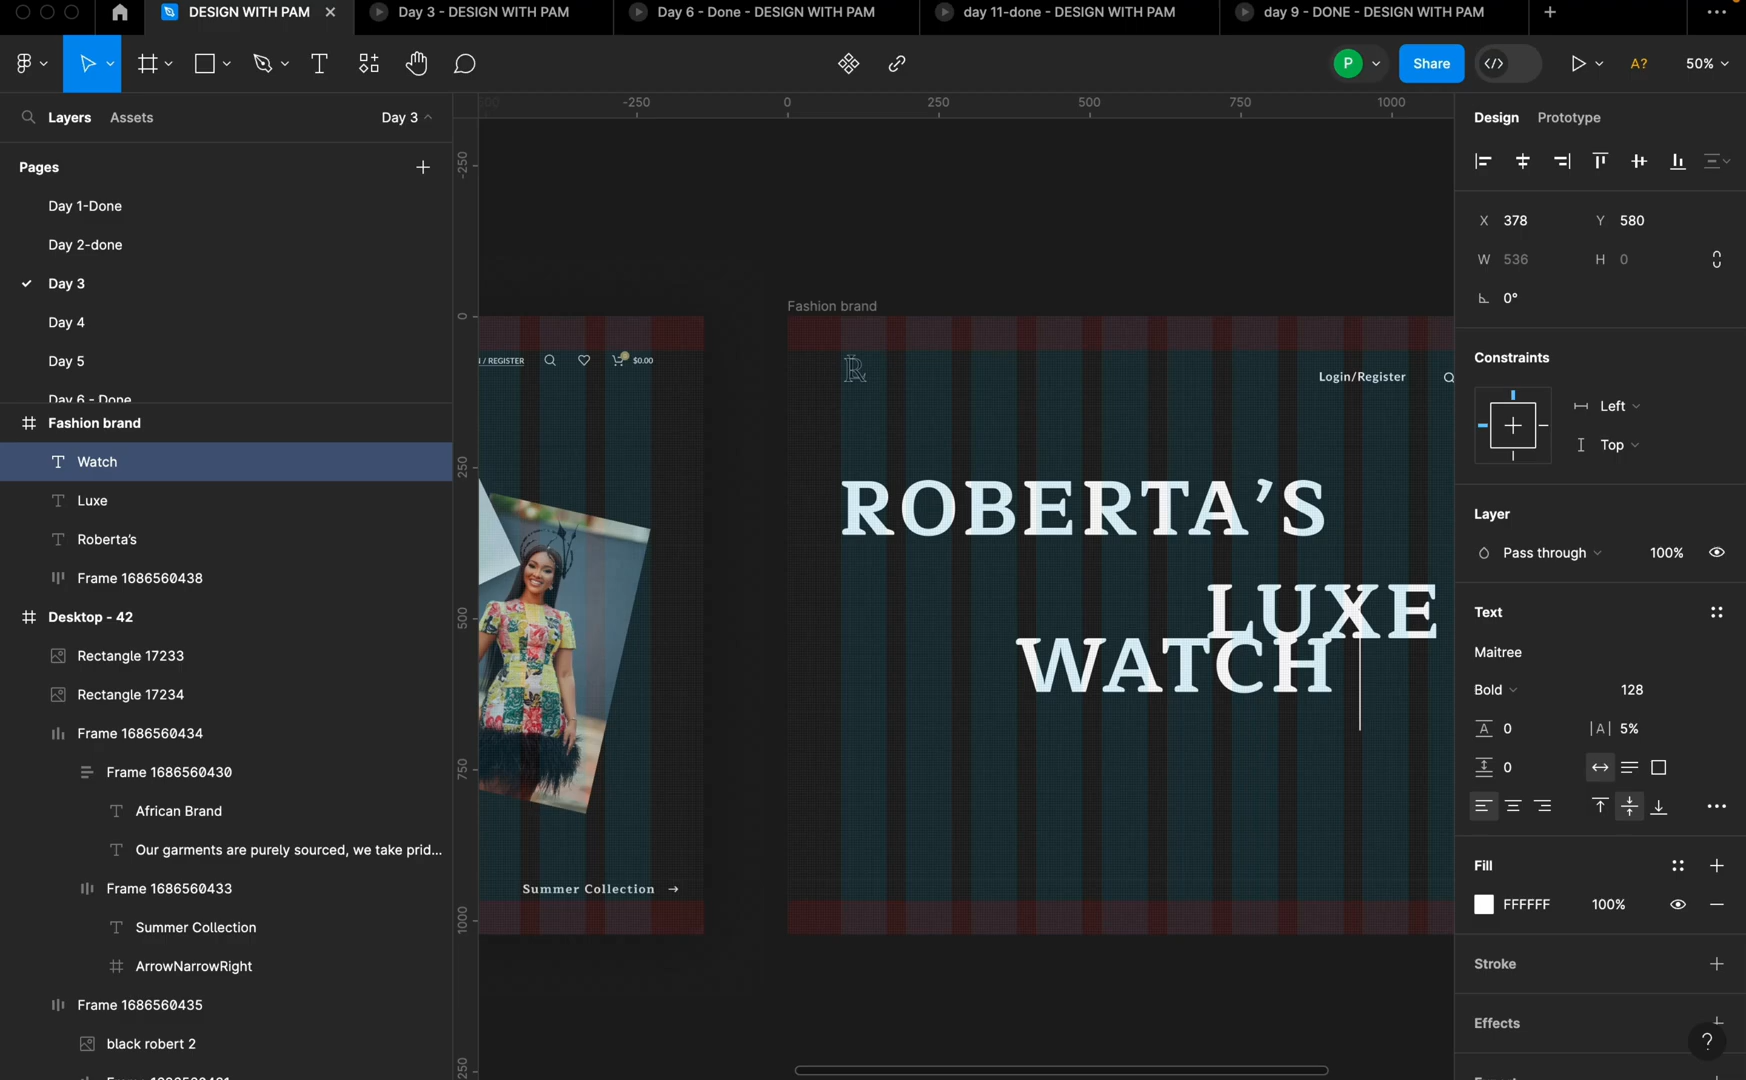 DESIGN WITH PAM
Day 3 - DESIGN WITH PAM
Day 6 - Done - DESIGN WITH PAM
day 11-done - DESIGN WITH PAM
day 9 - DONE - DESIGN WITH PAM
P
Share
A?
50%
Layers
Assets
Day 3
Pages
Day 1-Done
Day 2-done
Day 3
Day 4
Day 5
Day 6 - Done
Fashion brand
Watch
Luxe
Roberta's
Frame 1686560438
Desktop - 42
Rectangle 17233
Rectangle 17234
Frame 1686560434
Frame 1686560430
African Brand
Our garments are purely sourced, we take prid...
Frame 1686560433
Summer Collection
ArrowNarrowRight
Frame 1686560435
black robert 2
-250
0
250
500
750
1000
-250
0
250
500
750
1000
250
/ REGISTER
$0.00
Summer Collection
Fashion brand
R
Login/Register
ROBERTA'S
LUXE
WATCH
Design
Prototype
X 378
Y 580
W 536
H 0
0°
Constraints
Left
Top
Layer
Pass through
100%
Text
Maitree
Bold
128
A 0
|A| 5%
0
Fill
FFFFFF
100%
Stroke
Effects
?